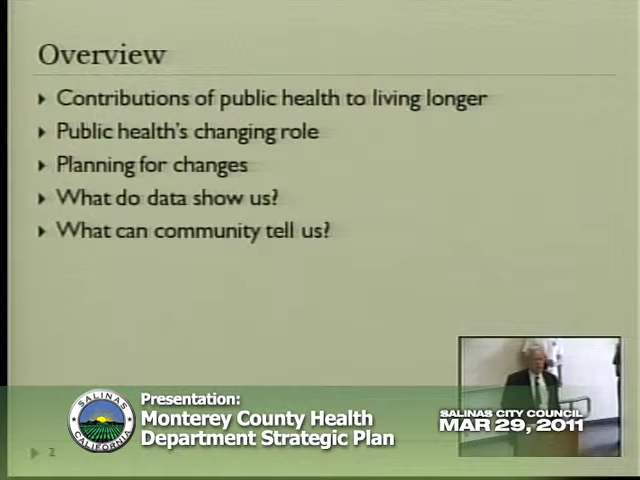 Overview
Contributions of public health to living longer
Public health's changing role
Planning for changes
What do data show us?
What can community tell us?
SALINAS
CALIFORNIA
Presentation:
Monterey County Health
Department Strategic Plan
SALINAS CITY COUNCIL
MAR 29, 2011
2